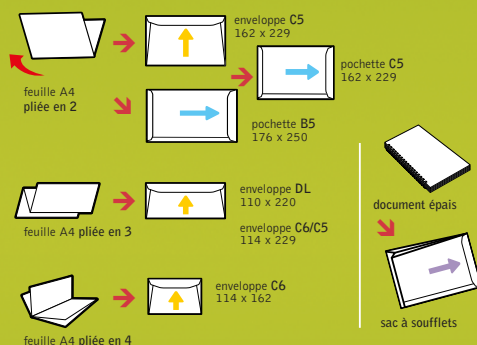 enveloppe C5
162 x 229
pochette C5
162 x 229
feuille A4
pliée en 2
pochette B5
176 x 250
enveloppe DL
110 x 220
feuille A4 pliée en 3
enveloppe C6/C5
114 x 229
enveloppe C6
114 x 162
feuille A4 pliée en 4
document épais
sac à soufflets